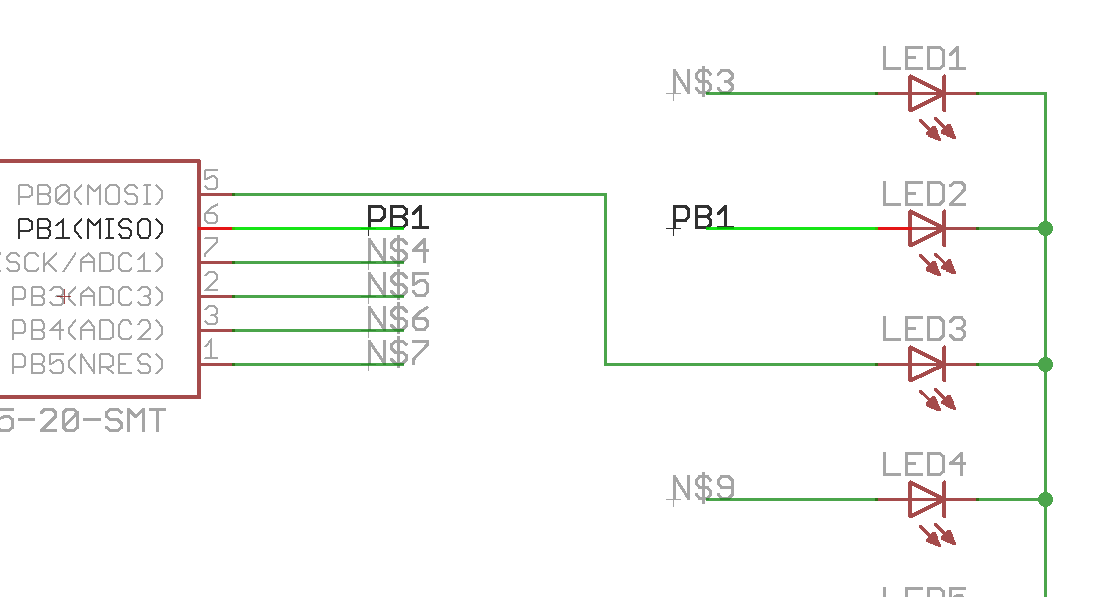 LED1
N$3
5
PB0(MOSI)
LED2
6
PB1
PB1
PB1(MISO)
7
N$4
(SCK/ADC1)
2
N$5
PB3(ADC3)
3
N$6
LED3
PB4(ADC2)
1
N$7
PB5(NRES)
5-20-SMT
LED4
N$9